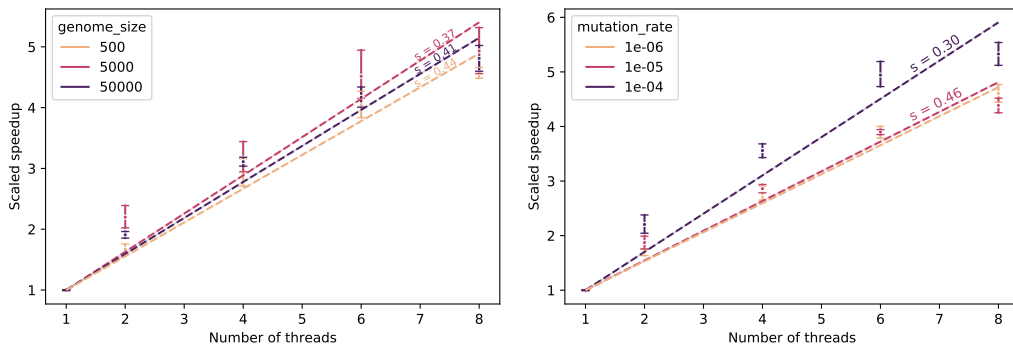 genome_size
500
5000
50000
s = 0.37
s = 0.41
s = 0.44
5
4
3
2
1
Scaled speedup
1 2 3 4 5 6 7 8
Number of threads
mutation_rate
1e-06
1e-05
1e-04
s = 0.30
s = 0.46
6
5
4
3
2
1
Scaled speedup
1 2 3 4 5 6 7 8
Number of threads